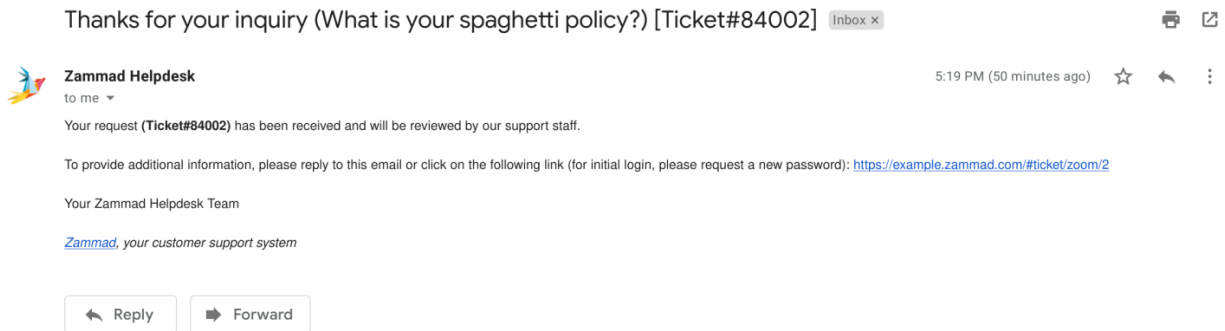 Thanks for your inquiry (What is your spaghetti policy?) [Ticket#84002] Inbox ×
Zammad Helpdesk 5:19 PM (50 minutes ago)
to me
Your request (Ticket#84002) has been received and will be reviewed by our support staff.
To provide additional information, please reply to this email or click on the following link (for initial login, please request a new password): https://example.zammad.com/#ticket/zoom/2
Your Zammad Helpdesk Team
Zammad, your customer support system
Reply Forward